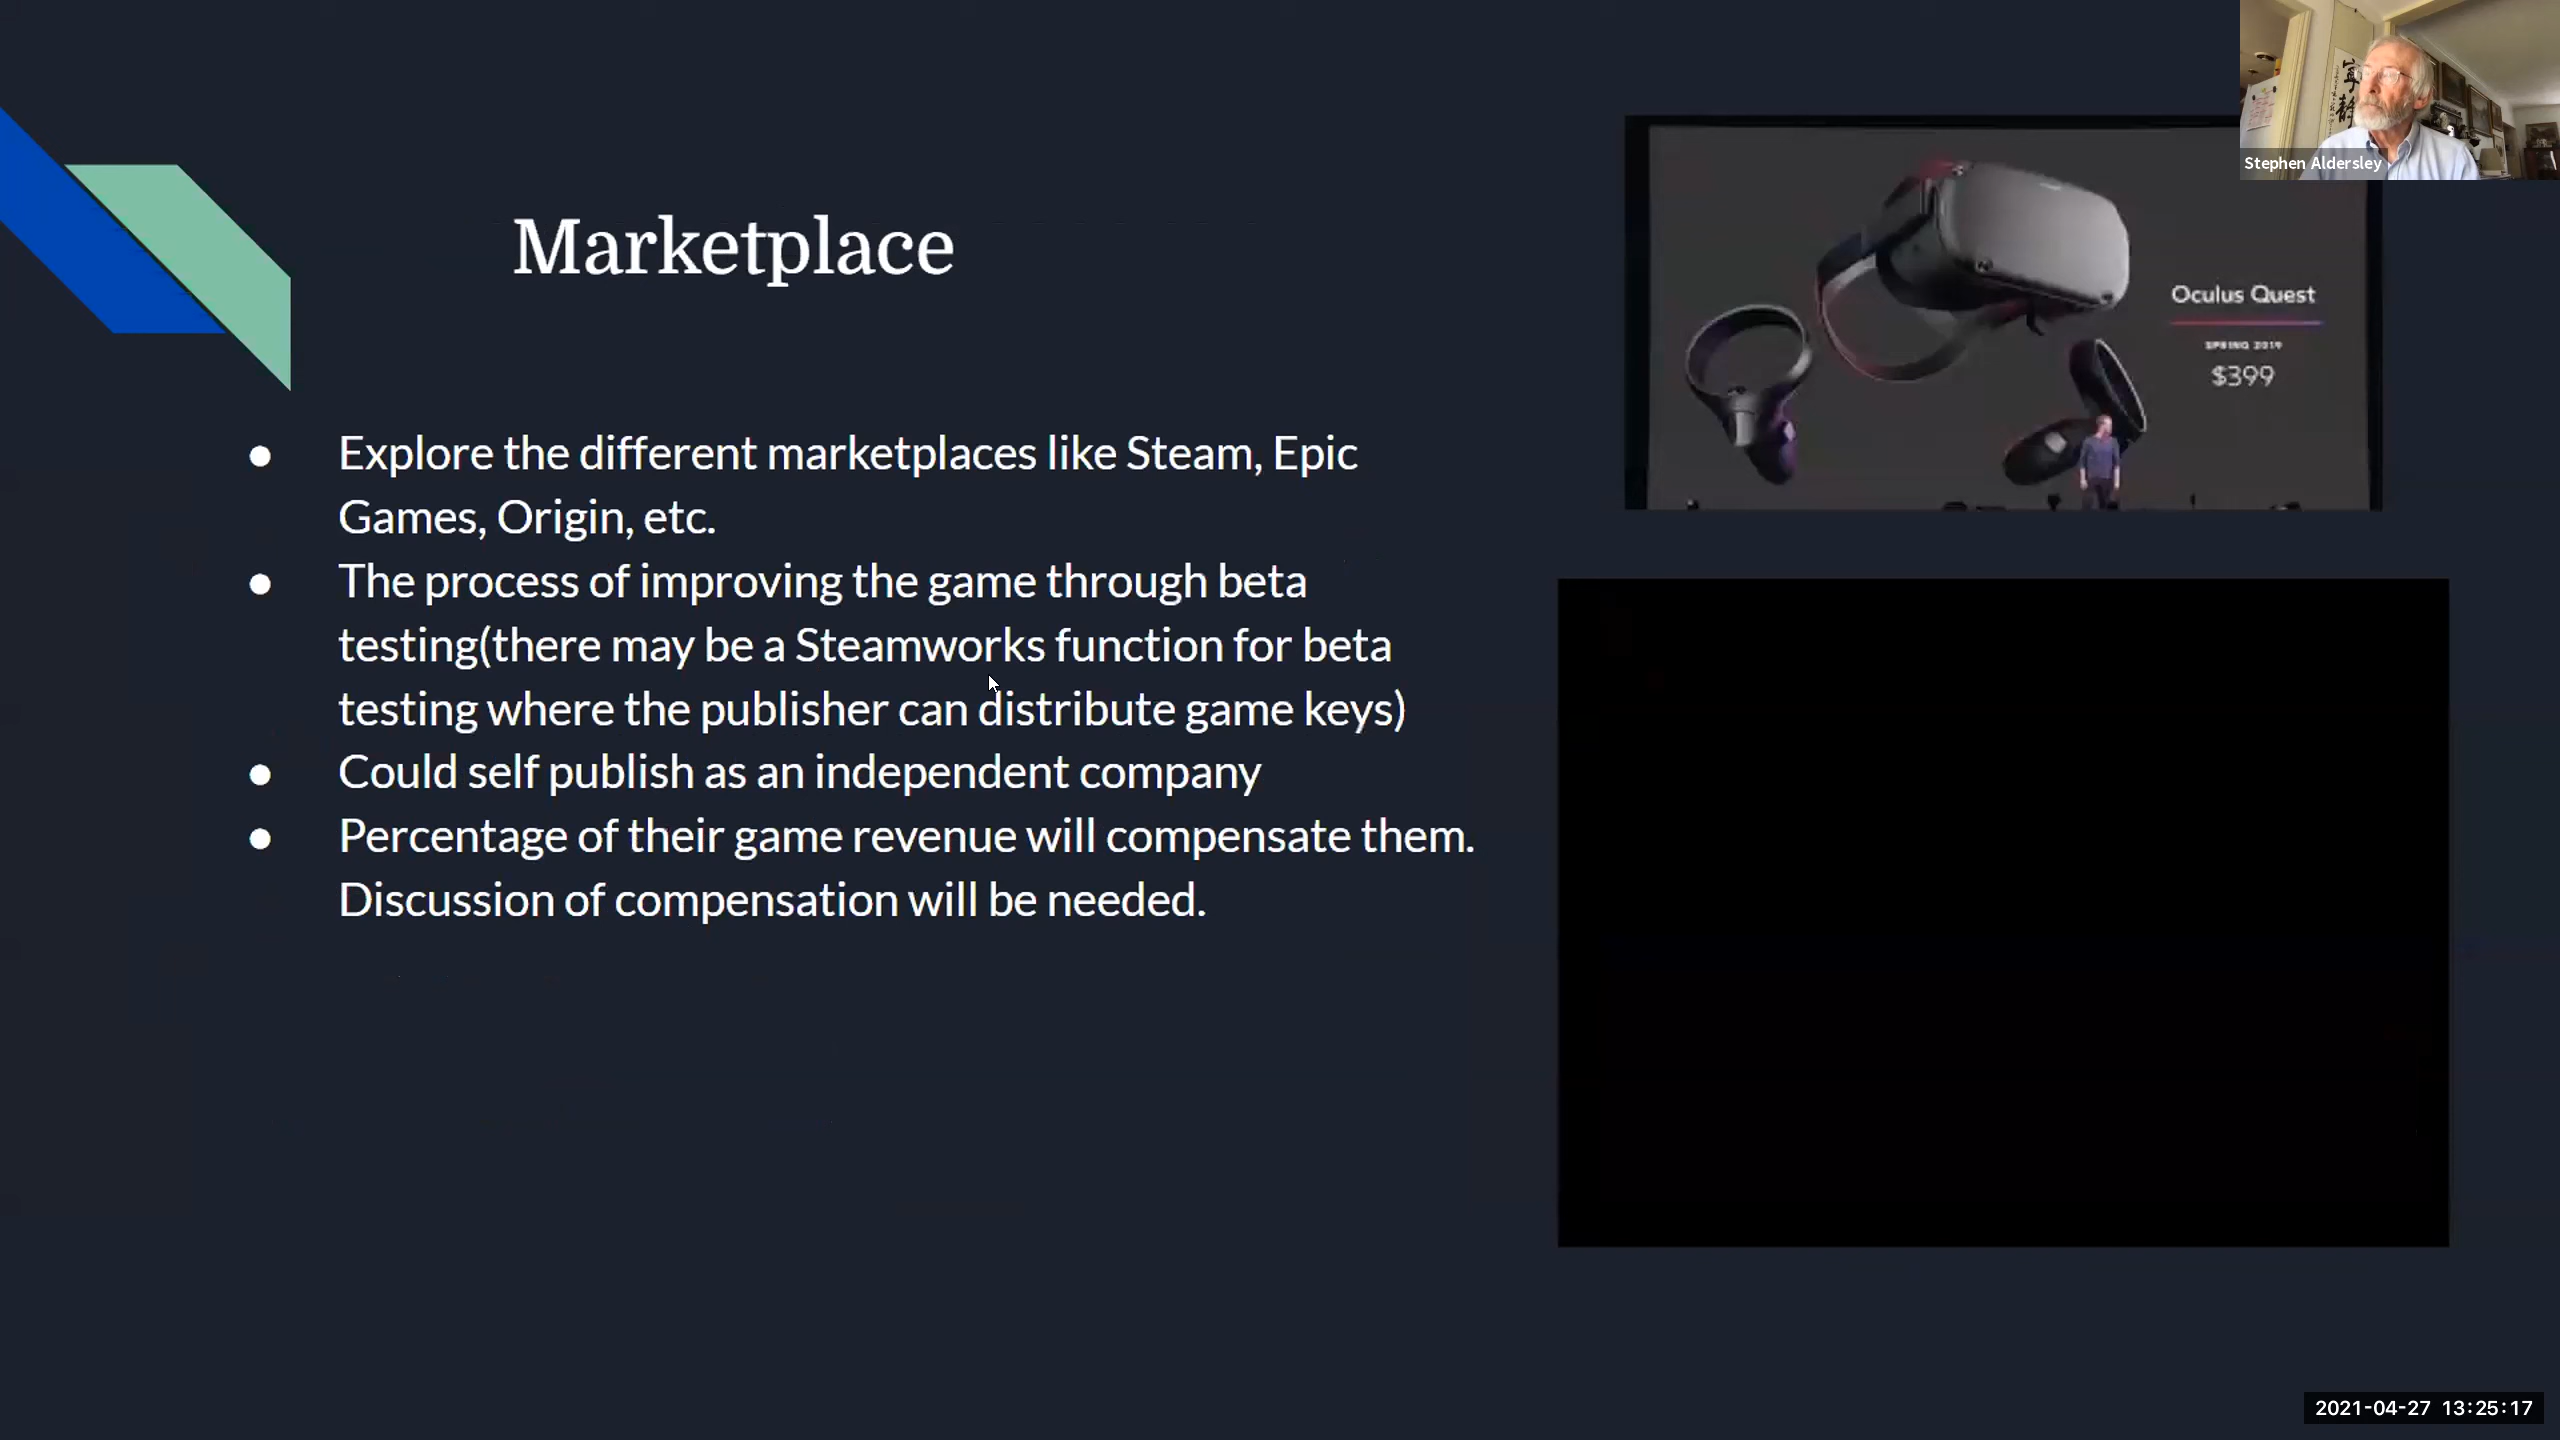 Stephen Aldersley
Marketplace
Oculus Quest
SPRING 2019
$399
● Explore the different marketplaces like Steam, Epic
Games, Origin, etc.
● The process of improving the game through beta
testing(there may be a Steamworks function for beta
testing where the publisher can distribute game keys)
● Could self publish as an independent company
● Percentage of their game revenue will compensate them.
Discussion of compensation will be needed.
2021-04-27 13:25:17